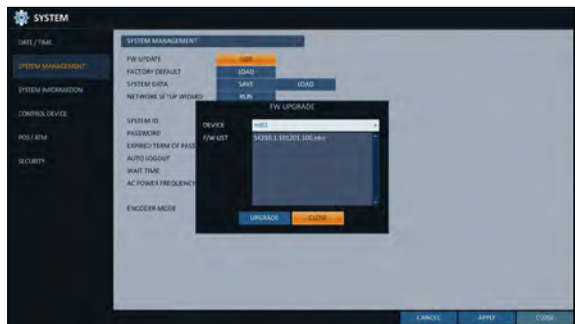 SYSTEM
DATE / TIME
SYSTEM MANAGEMENT
SYSTEM INFORMATION
CONTROL DEVICE
POS / ATM
SECURITY
SYSTEM MANAGEMENT
FW UPDATE
FACTORY DEFAULT LOAD
SYSTEM DATA SAVE LOAD
NETWORK SETUP WIZARD RUN
SYSTEM ID
PASSWORD
EXPIRED TERM OF PASS
AUTO LOGOUT
WAIT TIME
AC POWER FREQUENCY
ENCODER MODE
FW UPGRADE
DEVICE
F/W LIST
UPGRADE CLOSE
CANCEL APPLY CLOSE